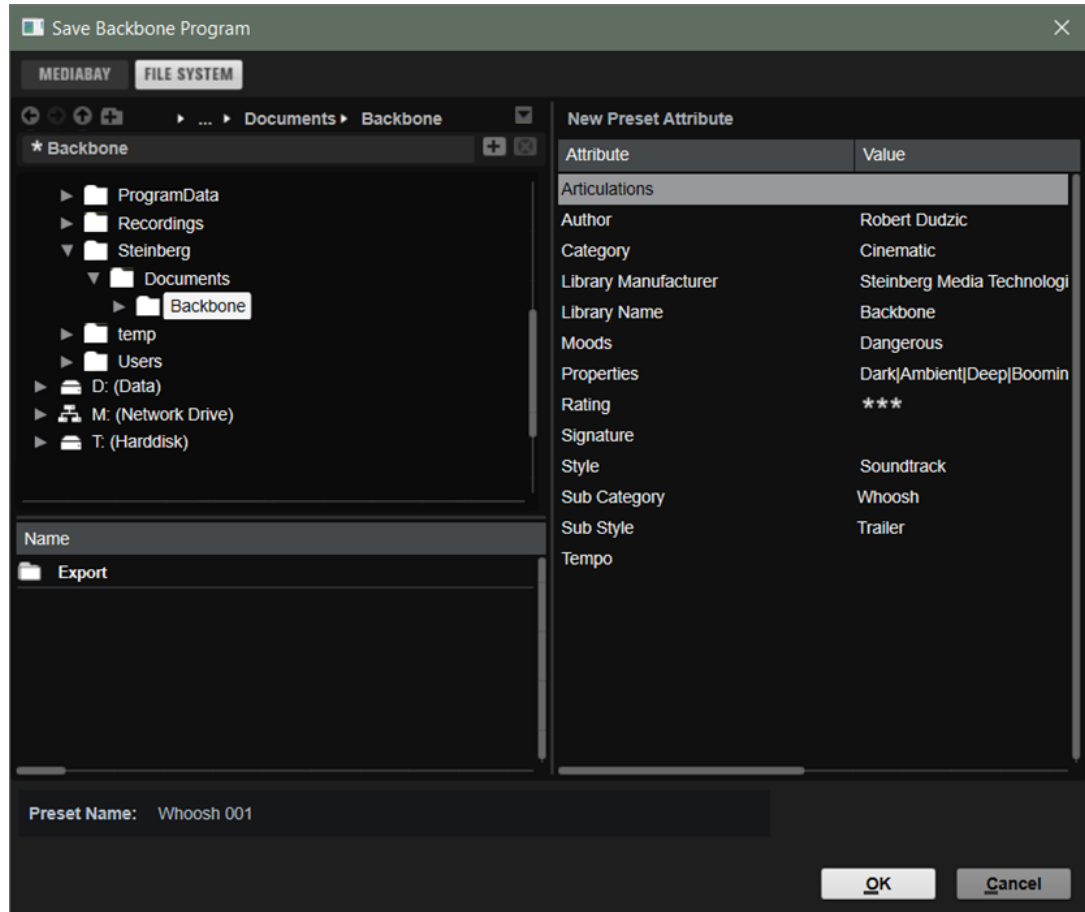 Save Backbone Program
MEDIABAY FILE SYSTEM
... Documents Backbone
* Backbone
ProgramData
Recordings
Steinberg
Documents
Backbone
temp
Users
D: (Data)
M: (Network Drive)
T: (Harddisk)
Name
Export
New Preset Attribute
Attribute Value
Articulations
Author Robert Dudzic
Category Cinematic
Library Manufacturer Steinberg Media Technologi
Library Name Backbone
Moods Dangerous
Properties Dark|Ambient|Deep|Boomin
Rating ***
Signature
Style Soundtrack
Sub Category Whoosh
Sub Style Trailer
Tempo
Preset Name: Whoosh 001
OK Cancel